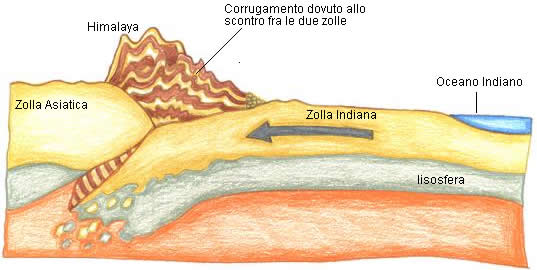 Corrugamento dovuto allo
scontro fra le due zolle
Himalaya
Oceano Indiano
Zolla Asiatica
Zolla Indiana
lisosfera